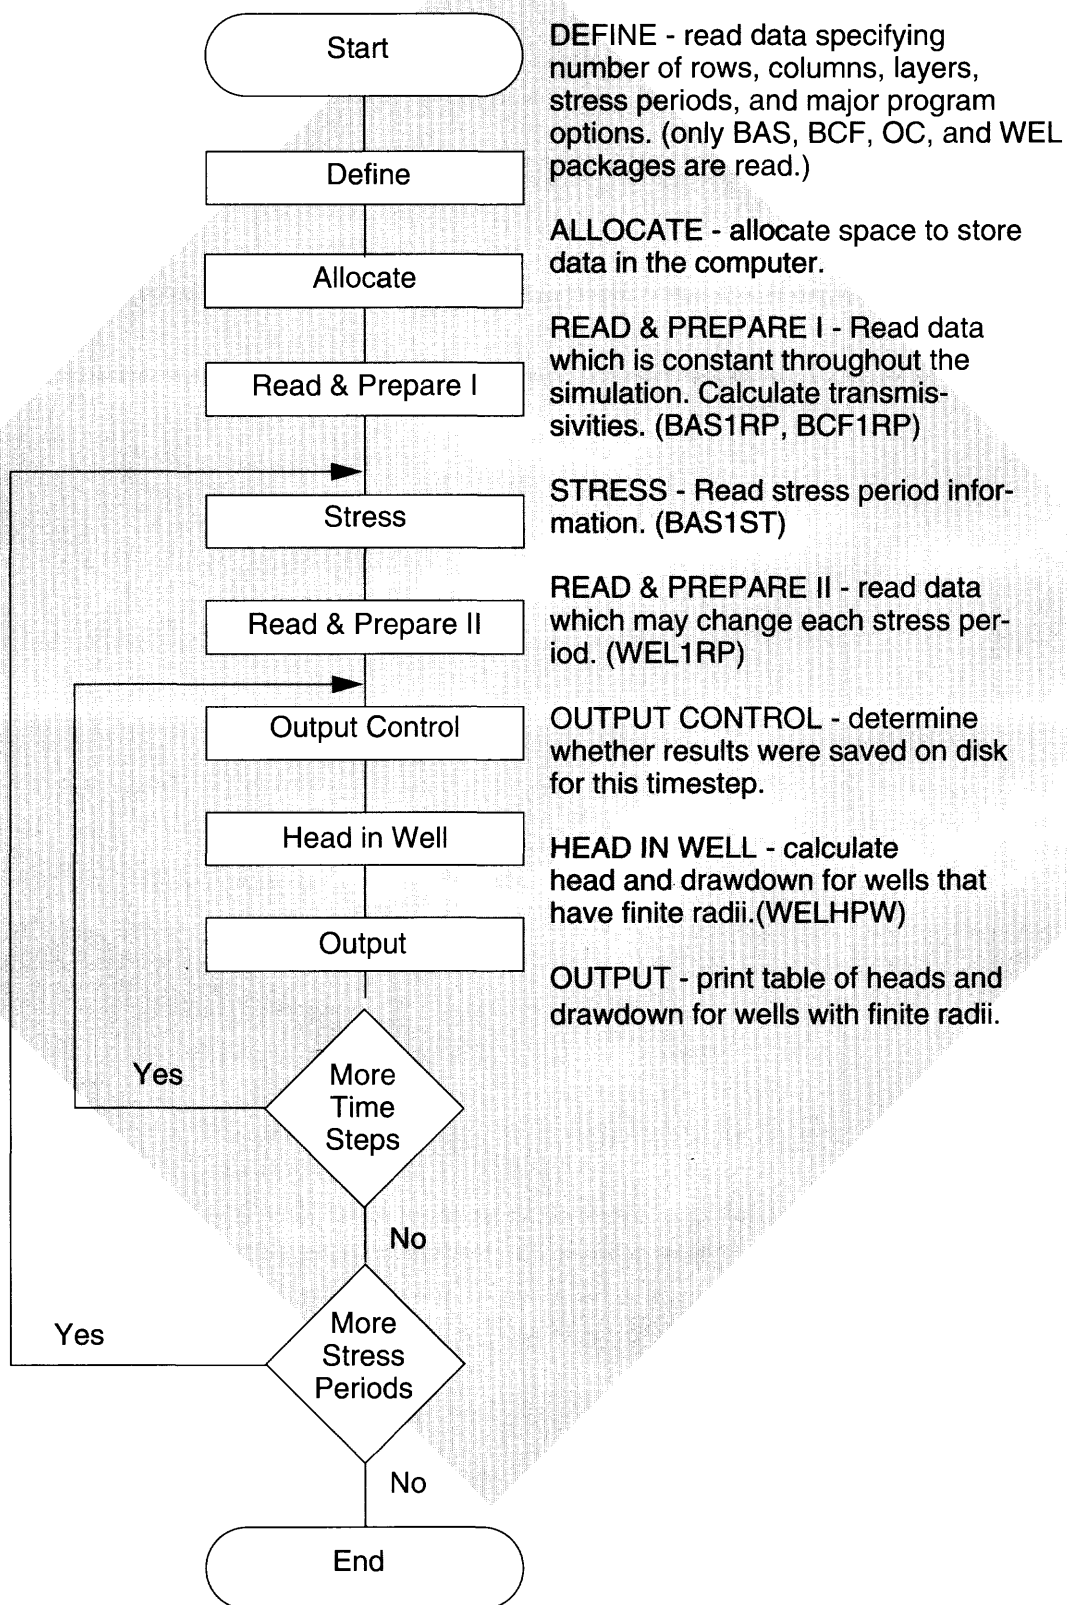 Start
Define
Allocate
Read & Prepare I
Stress
Read & Prepare II
Output Control
Head in Well
Output
More
Time
Steps
Yes
No
More
Stress
Periods
Yes
No
End
DEFINE - read data specifying
number of rows, columns, layers,
stress periods, and major program
options. (only BAS, BCF, OC, and WEL
packages are read.)
ALLOCATE - allocate space to store
data in the computer.
READ & PREPARE I - Read data
which is constant throughout the
simulation. Calculate transmis-
sivities. (BAS1RP, BCF1RP)
STRESS - Read stress period infor-
mation. (BAS1ST)
READ & PREPARE II - read data
which may change each stress per-
iod. (WEL1RP)
OUTPUT CONTROL - determine
whether results were saved on disk
for this timestep.
HEAD IN WELL - calculate
head and drawdown for wells that
have finite radii.(WELHPW)
OUTPUT - print table of heads and
drawdown for wells with finite radii.